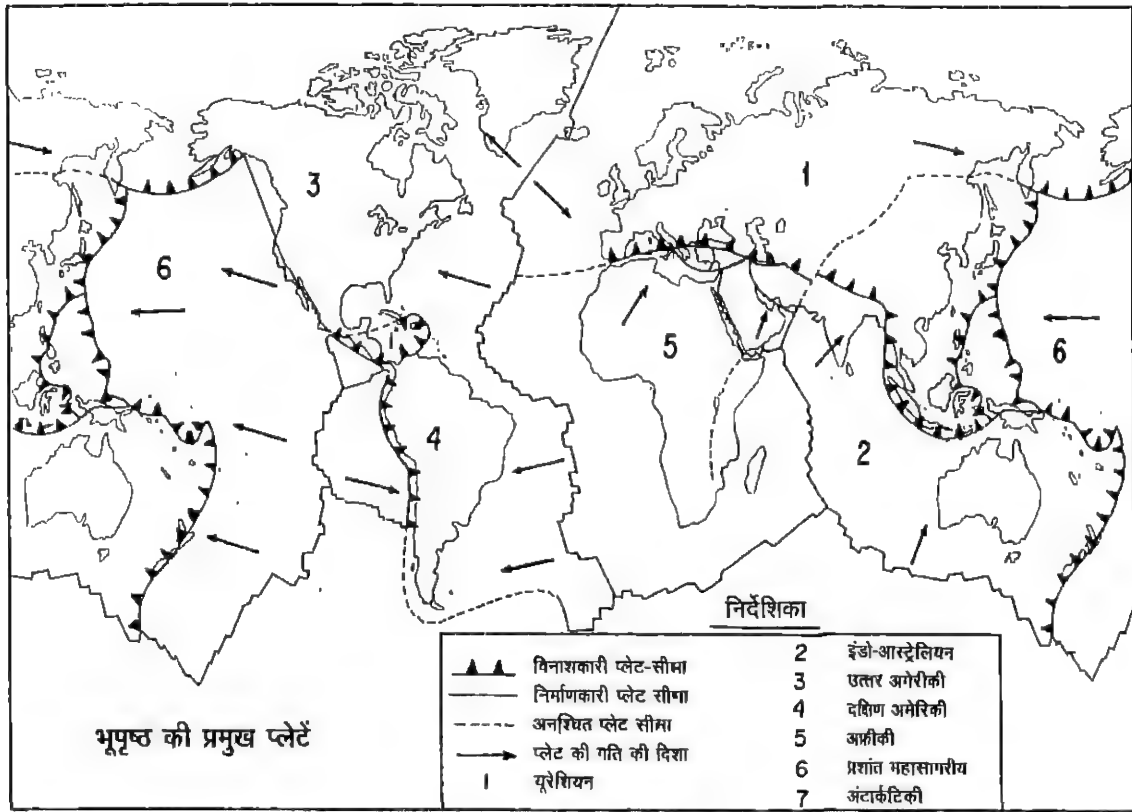 3
1
6
5
6
4
2
भूपृष्ठ की प्रमुख प्लेटें
निर्देशिका
विनाशकारी प्लेट-सीमा
निर्माणकारी प्लेट सीमा
अनश्चित प्लेट सीमा
प्लेट की गति की दिशा
1 यूरेशियन
2 इंडो-आस्ट्रेलियन
3 उत्तर अमेरीकी
4 दक्षिण अमेरिकी
5 अफ्रीकी
6 प्रशांत महासागरीय
7 अंटार्कटिकी